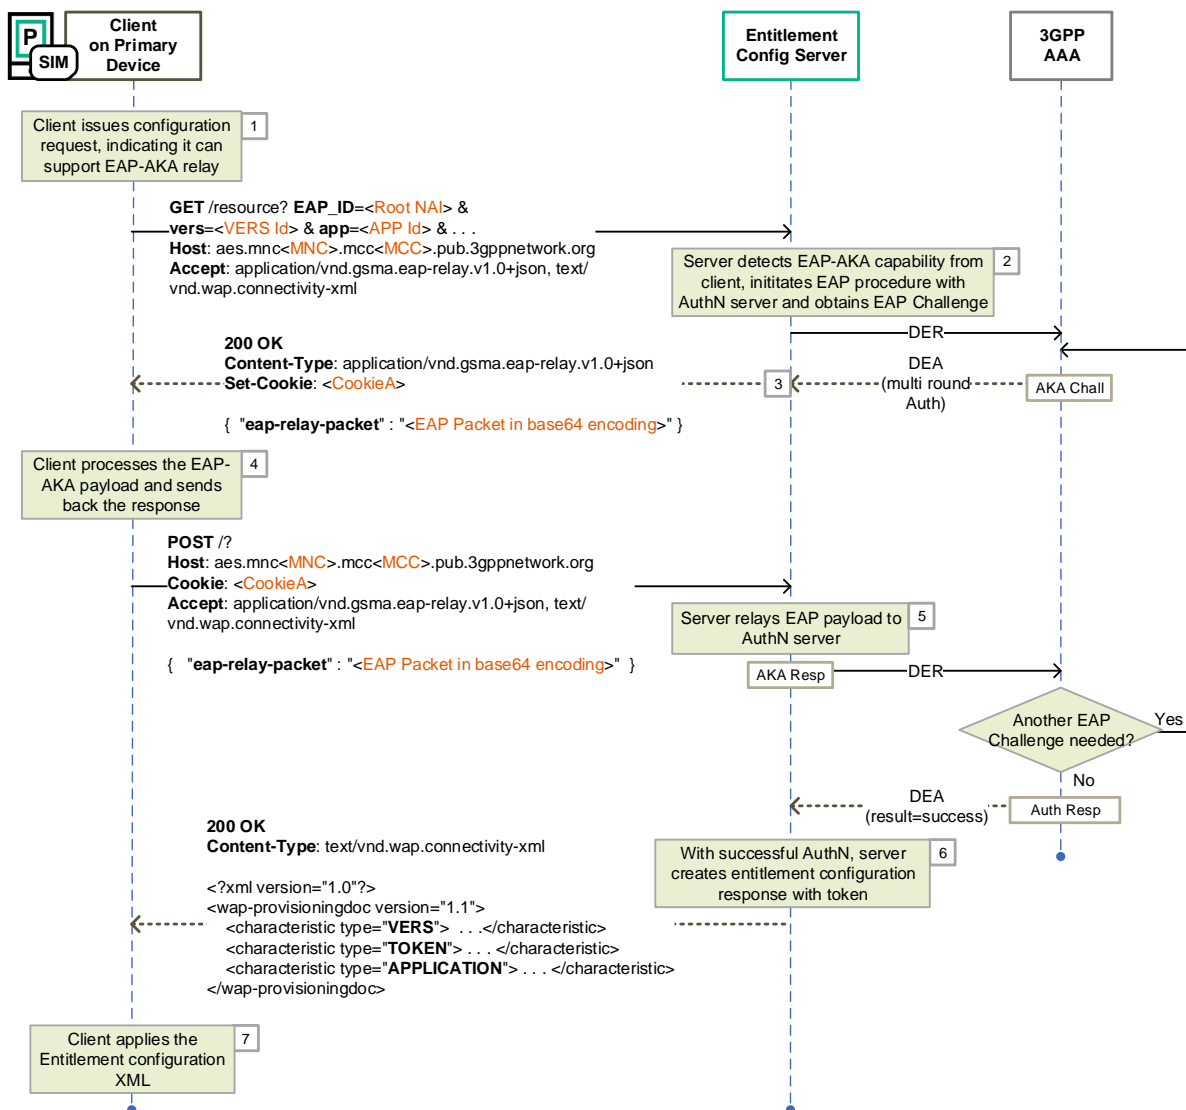 P
SIM
Client
on Primary
Device
Entitlement
Config Server
3GPP
AAA
Client issues configuration
request, indicating it can
support EAP-AKA relay
1
GET /resource? EAP_ID=<Root NAI> &
vers=<VERS Id> & app=<APP Id> & . . .
Host: aes.mnc<MNC>.mcc<MCC>.pub.3gppnetwork.org
Accept: application/vnd.gsma.eap-relay.v1.0+json, text/
vnd.wap.connectivity-xml
Server detects EAP-AKA capability from
client, inititates EAP procedure with
AuthN server and obtains EAP Challenge
2
DER
200 OK
Content-Type: application/vnd.gsma.eap-relay.v1.0+json
Set-Cookie: <CookieA>
{ "eap-relay-packet" : "<EAP Packet in base64 encoding>" }
3
DEA
(multi round
Auth)
AKA Chall
Client processes the EAP-
AKA payload and sends
back the response
4
POST /?
Host: aes.mnc<MNC>.mcc<MCC>.pub.3gppnetwork.org
Cookie: <CookieA>
Accept: application/vnd.gsma.eap-relay.v1.0+json, text/
vnd.wap.connectivity-xml
{ "eap-relay-packet" : "<EAP Packet in base64 encoding>" }
Server relays EAP payload to
AuthN server
5
AKA Resp
DER
Another EAP
Challenge needed?
Yes
No
DEA
(result=success)
Auth Resp
200 OK
Content-Type: text/vnd.wap.connectivity-xml
<?xml version="1.0"?>
<wap-provisioningdoc version="1.1">
<characteristic type="VERS"> . . .</characteristic>
<characteristic type="TOKEN"> . . . </characteristic>
<characteristic type="APPLICATION"> . . . </characteristic>
</wap-provisioningdoc>
With successful AuthN, server
creates entitlement configuration
response with token
6
Client applies the
Entitlement configuration
XML
7